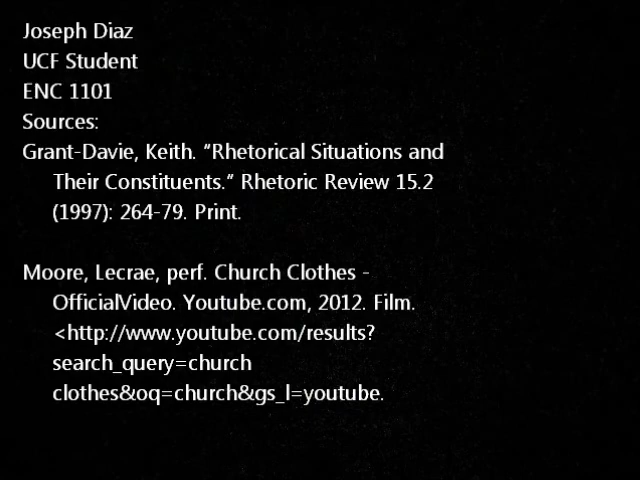 Joseph Diaz
UCF Student
ENC 1101
Sources:
Grant-Davie, Keith. “Rhetorical Situations and
Their Constituents.” Rhetoric Review 15.2
(1997): 264-79. Print.
Moore, Lecrae, perf. Church Clothes -
OfficialVideo. Youtube.com, 2012. Film.
<http://www.youtube.com/results?
search_query=church
clothes&oq=church&gs_l=youtube.